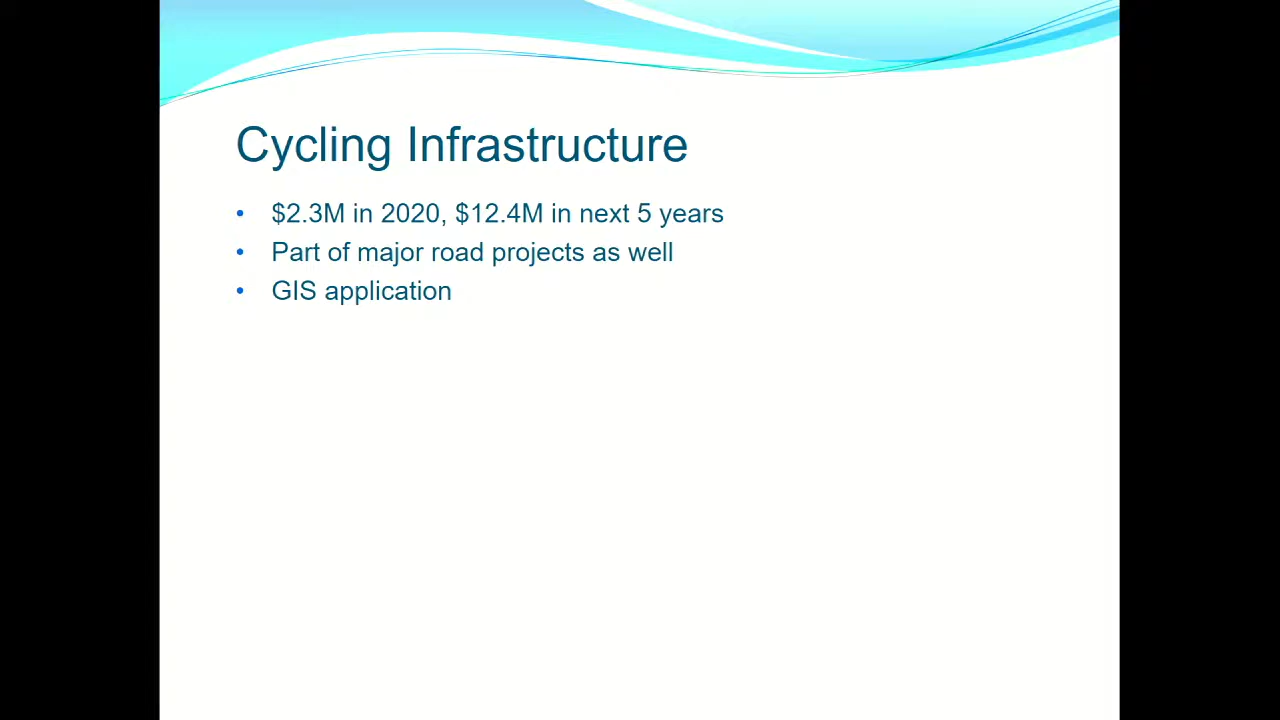 Cycling Infrastructure
• $2.3M in 2020, $12.4M in next 5 years
• Part of major road projects as well
• GIS application